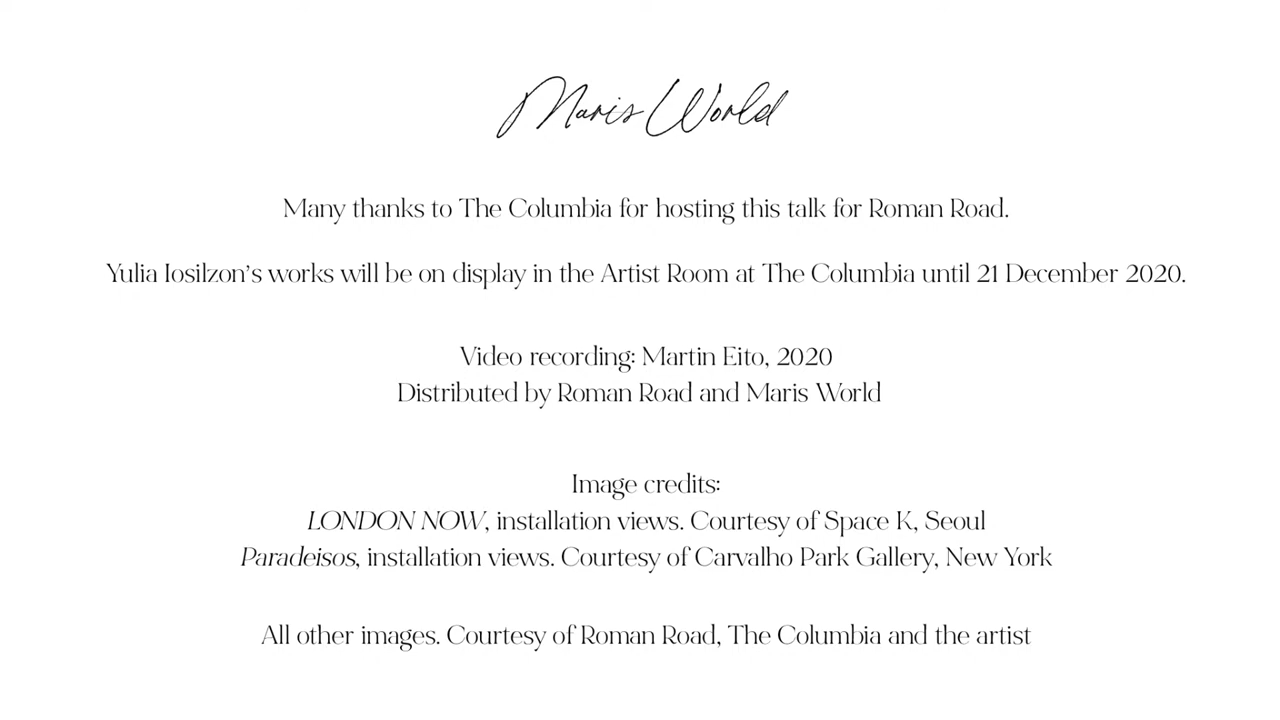 Maris World
Many thanks to The Columbia for hosting this talk for Roman Road.
Yulia Iosilzon's works will be on display in the Artist Room at The Columbia until 21 December 2020.
Video recording: Martin Eito, 2020
Distributed by Roman Road and Maris World
Image credits:
LONDON NOW, installation views. Courtesy of Space K, Seoul
Paradeisos, installation views. Courtesy of Carvalho Park Gallery, New York
All other images. Courtesy of Roman Road, The Columbia and the artist